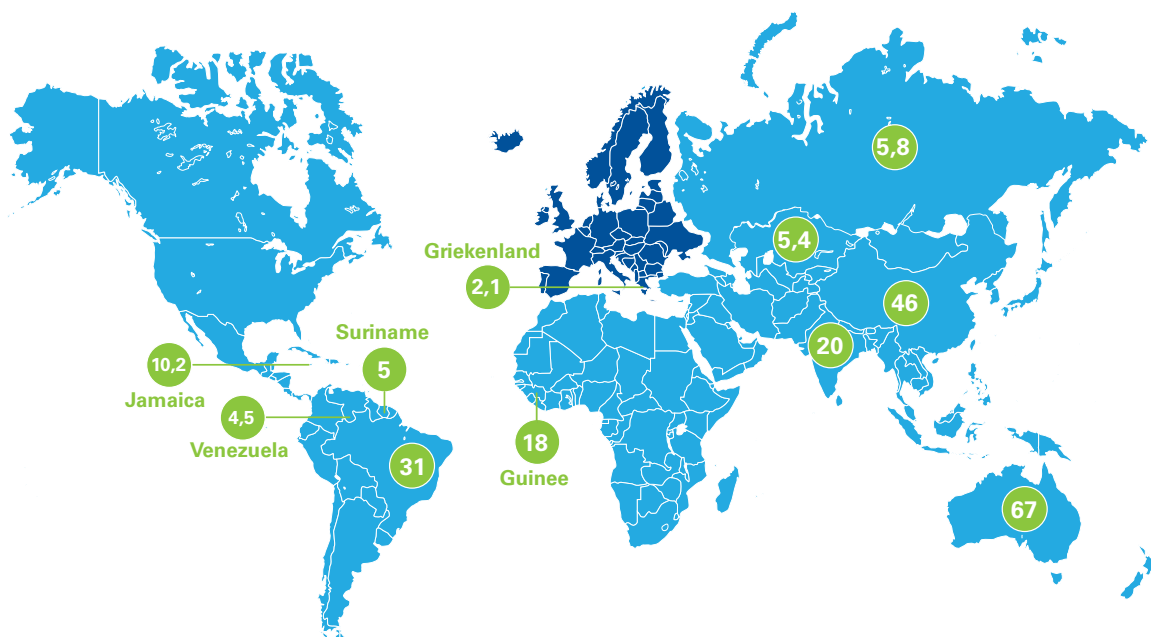 5,8
5,4
Griekenland
2,1
46
Suriname
20
10,2
5
Jamaica
4,5
Venezuela
18
31
Guinee
67